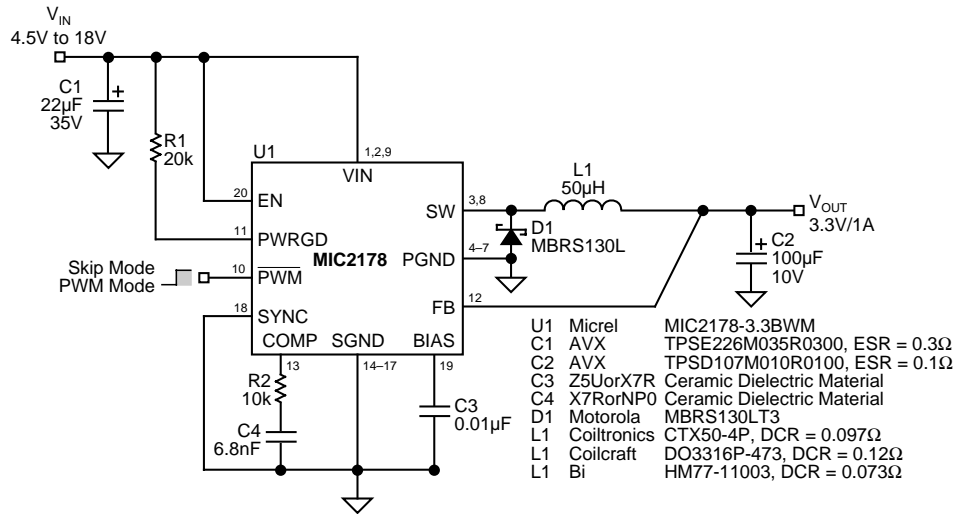 V_IN
4.5V to 18V
C1
22µF
35V
R1
20k
U1
1,2,9
VIN
20
EN
11
PWRGD
MIC2178
Skip Mode
PWM Mode
10
PWM
18
SYNC
COMP
SGND
BIAS
SW
3,8
PGND
4–7
FB
12
L1
50µH
D1
MBRS130L
V_OUT
3.3V/1A
C2
100µF
10V
13
14–17
19
R2
10k
C4
6.8nF
C3
0.01µF
U1 Micrel MIC2178-3.3BWM
C1 AVX TPSE226M035R0300, ESR = 0.3Ω
C2 AVX TPSD107M010R0100, ESR = 0.1Ω
C3 Z5UorX7R Ceramic Dielectric Material
C4 X7RorNP0 Ceramic Dielectric Material
D1 Motorola MBRS130LT3
L1 Coiltronics CTX50-4P, DCR = 0.097Ω
L1 Coilcraft DO3316P-473, DCR = 0.12Ω
L1 Bi HM77-11003, DCR = 0.073Ω